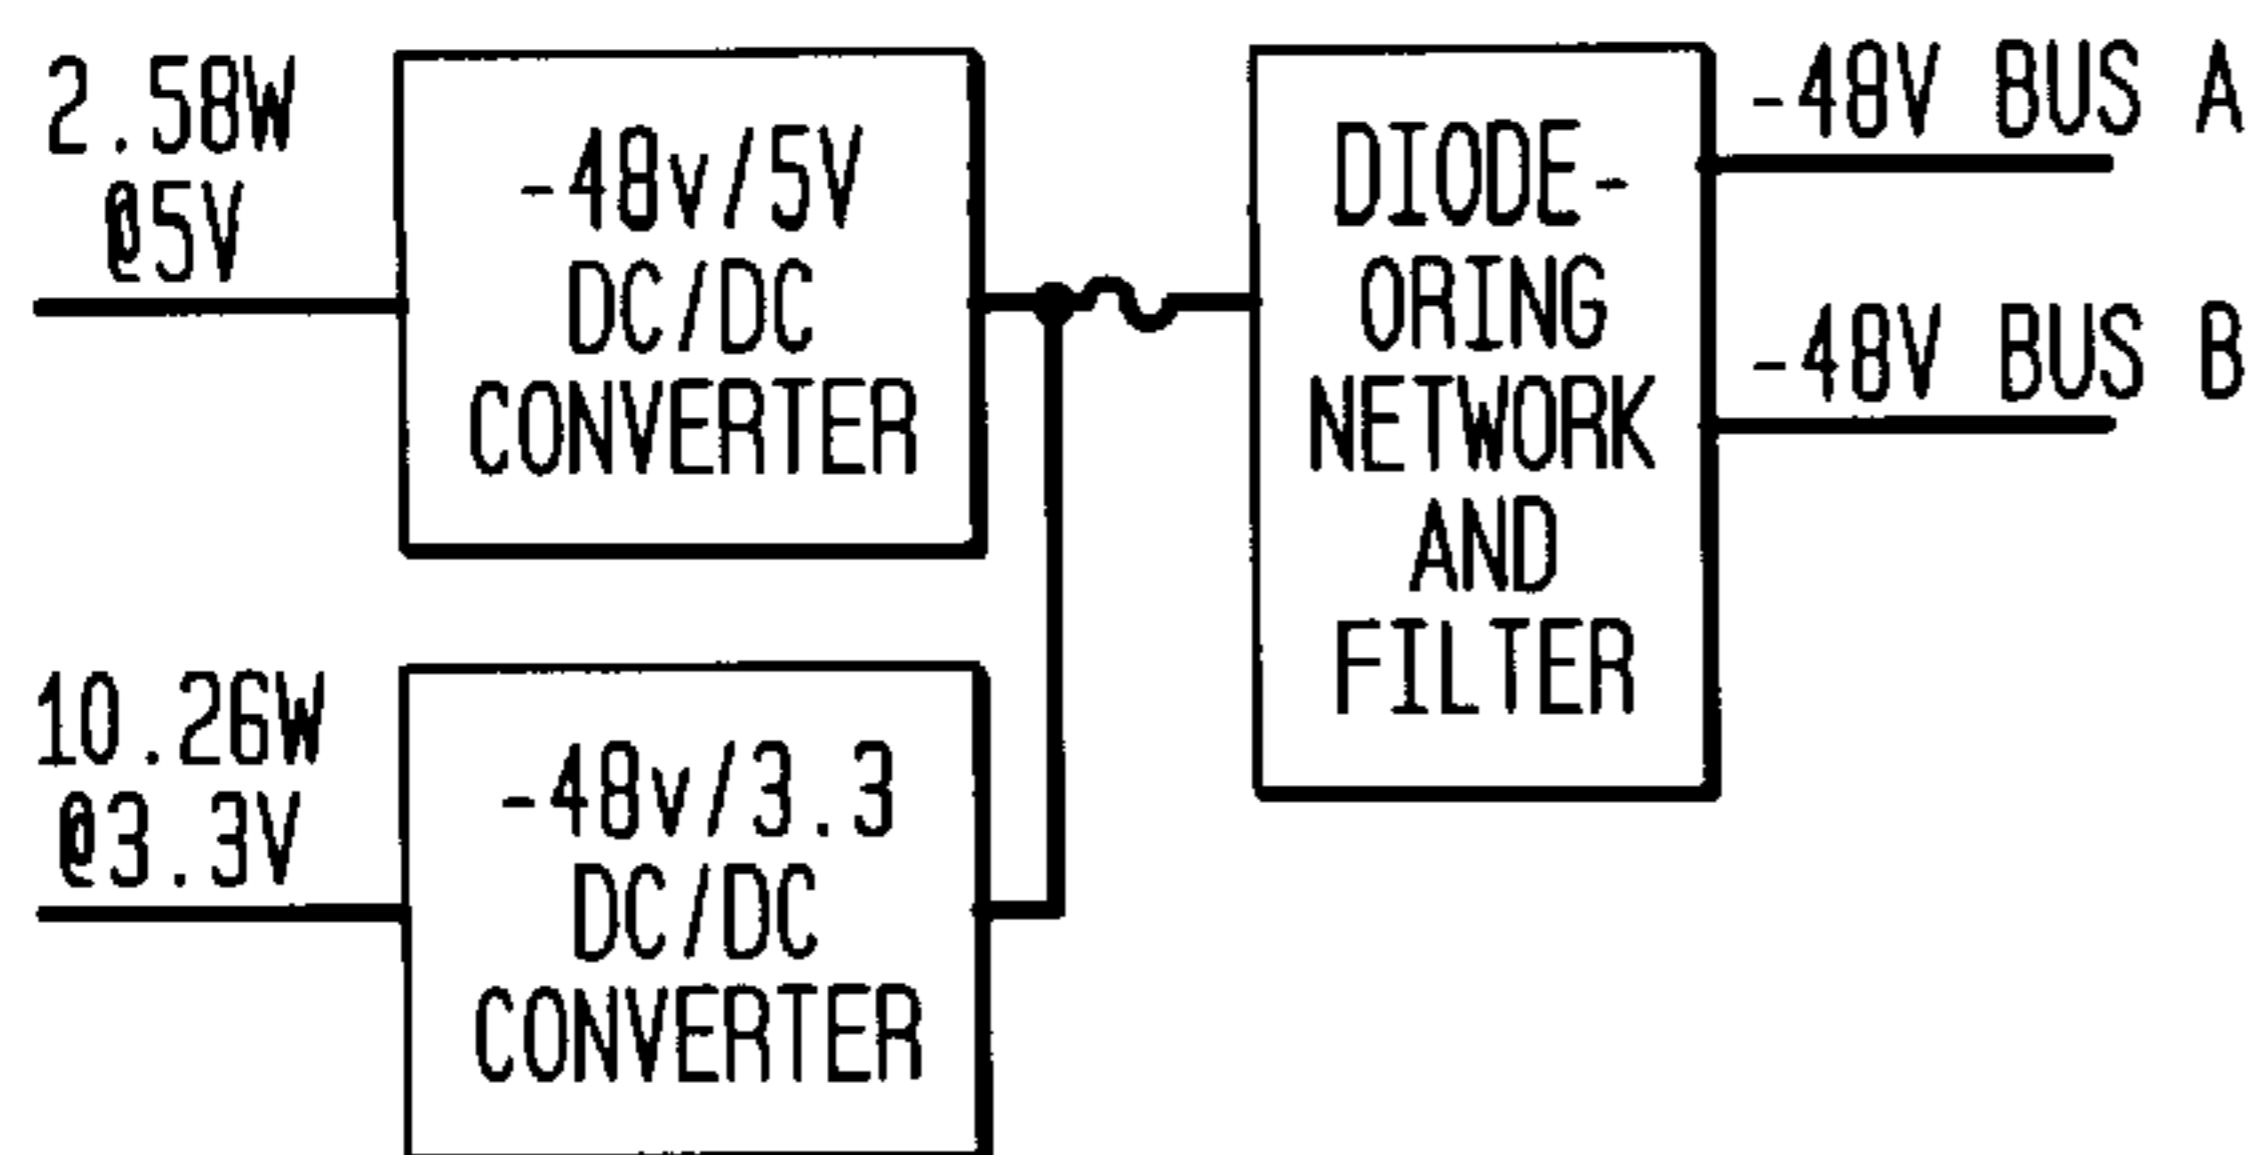 2.58W
@5V
-48v/5V
DC/DC
CONVERTER
DIODE-
ORING
NETWORK
AND
FILTER
-48V BUS A
-48V BUS B
10.26W
@3.3V
-48v/3.3
DC/DC
CONVERTER